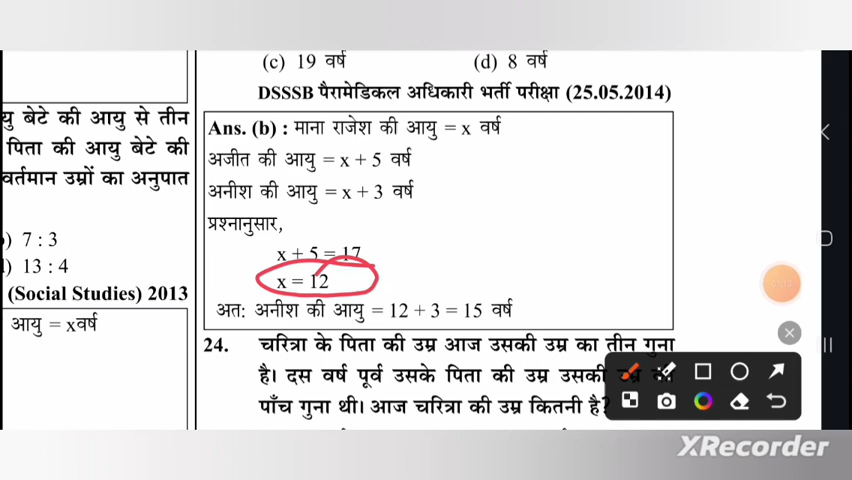 (c) 19 वर्ष (d) 8 वर्ष
DSSSB पैरामेडिकल अधिकारी भर्ती परीक्षा (25.05.2014)
यु बेटे की आयु से तीन
पिता की आयु बेटे की
वर्तमान उम्रों का अनुपात
) 7 : 3
) 13 : 4
(Social Studies) 2013
आयु = xवर्ष
Ans. (b) : माना राजेश की आयु = x वर्ष
अजीत की आयु = x + 5 वर्ष
अनीश की आयु = x + 3 वर्ष
प्रश्नानुसार,
x + 5 = 17
x = 12
अत: अनीश की आयु = 12 + 3 = 15 वर्ष
24. चरित्रा के पिता की उम्र आज उसकी उम्र का तीन गुना
है। दस वर्ष पूर्व उसके पिता की उम्र उसकी
पाँच गुना थी। आज चरित्रा की उम्र कितनी है?
XRecorder